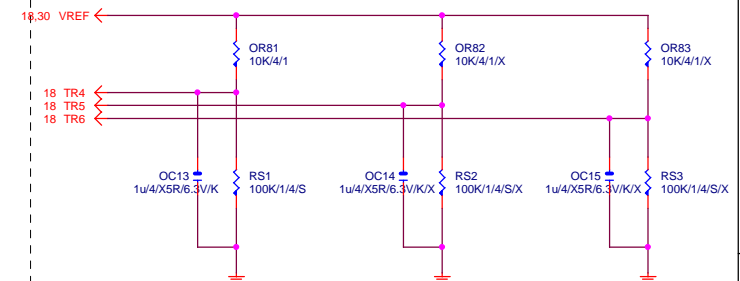 18,30 VREF
OR81
10K/4/1
OR82
10K/4/1/X
OR83
10K/4/1/X
18 TR4
18 TR5
18 TR6
OC13
1u/4/X5R/6.3V/K
RS1
100K/1/4/S
OC14
1u/4/X5R/6.3V/K/X
RS2
100K/1/4/S/X
OC15
1u/4/X5R/6.3V/K/X
RS3
100K/1/4/S/X